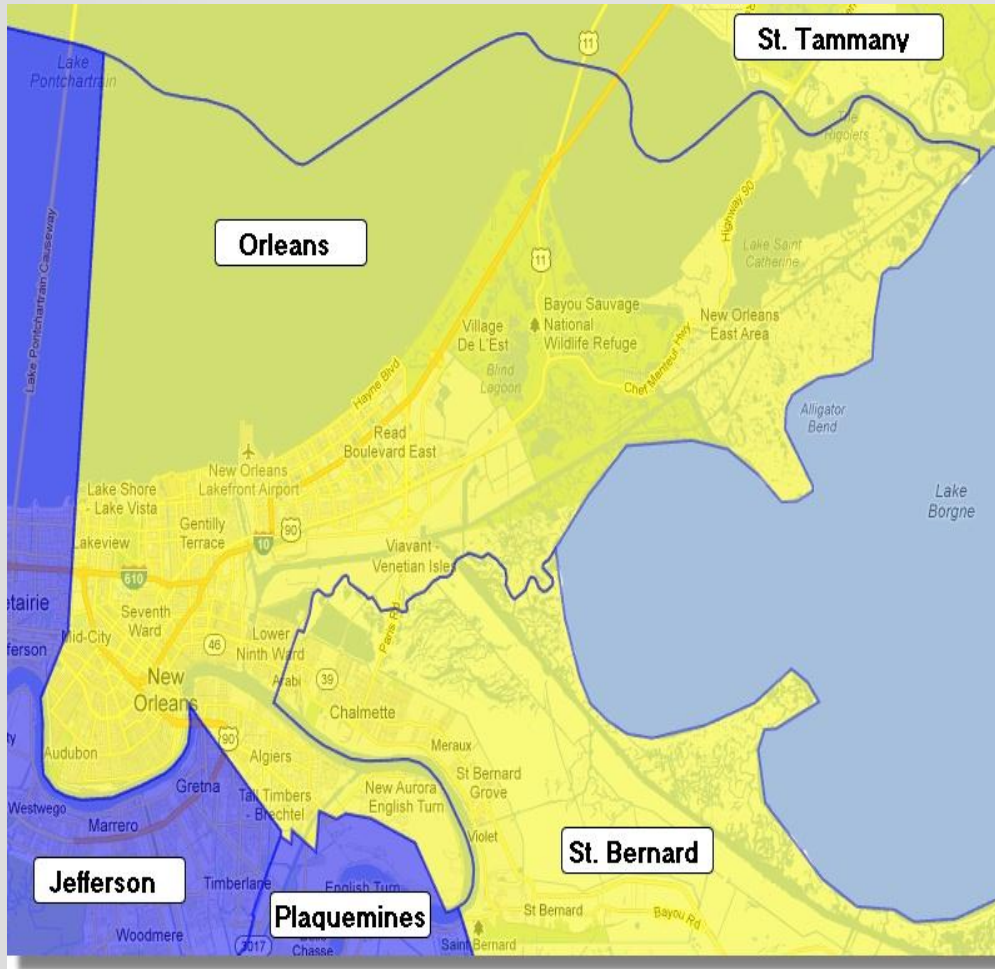 St. Tammany
11
Lake
Pontchartrain
The
Rigolets
Highway 90
Lake Pontchartrain Causeway
Orleans
11
Lake Saint
Catherine
Bayou Sauvage
National
Wildlife Refuge
New Orleans
East Area
Village
De L'Est
Blind
Lagoon
Chef Menteur Hwy
Hayne Blvd
Alligator
Bend
Read
Boulevard East
New Orleans
Lakefront Airport
Lake
Borgne
Lake Shore
- Lake Vista
Gentilly
Terrace
90
10
Lakeview
Viavant -
Venetian Isles
610
etairie
Seventh
Ward
Mid-City
ferson
46
Lower
Ninth Ward
Paris Rd
Arabi
39
New
Orleans
Chalmette
90
Audubon
Algiers
Meraux
St Bernard
Grove
Gretna
Tall Timbers
- Brechtel
New Aurora
English Turn
Westwego
Marrero
Violet
St. Bernard
Jefferson
Timberlane
English Turn
Plaquemines
St Bernard
Bayou Rd
Woodmere
3017
Chasse
Saint Bernard